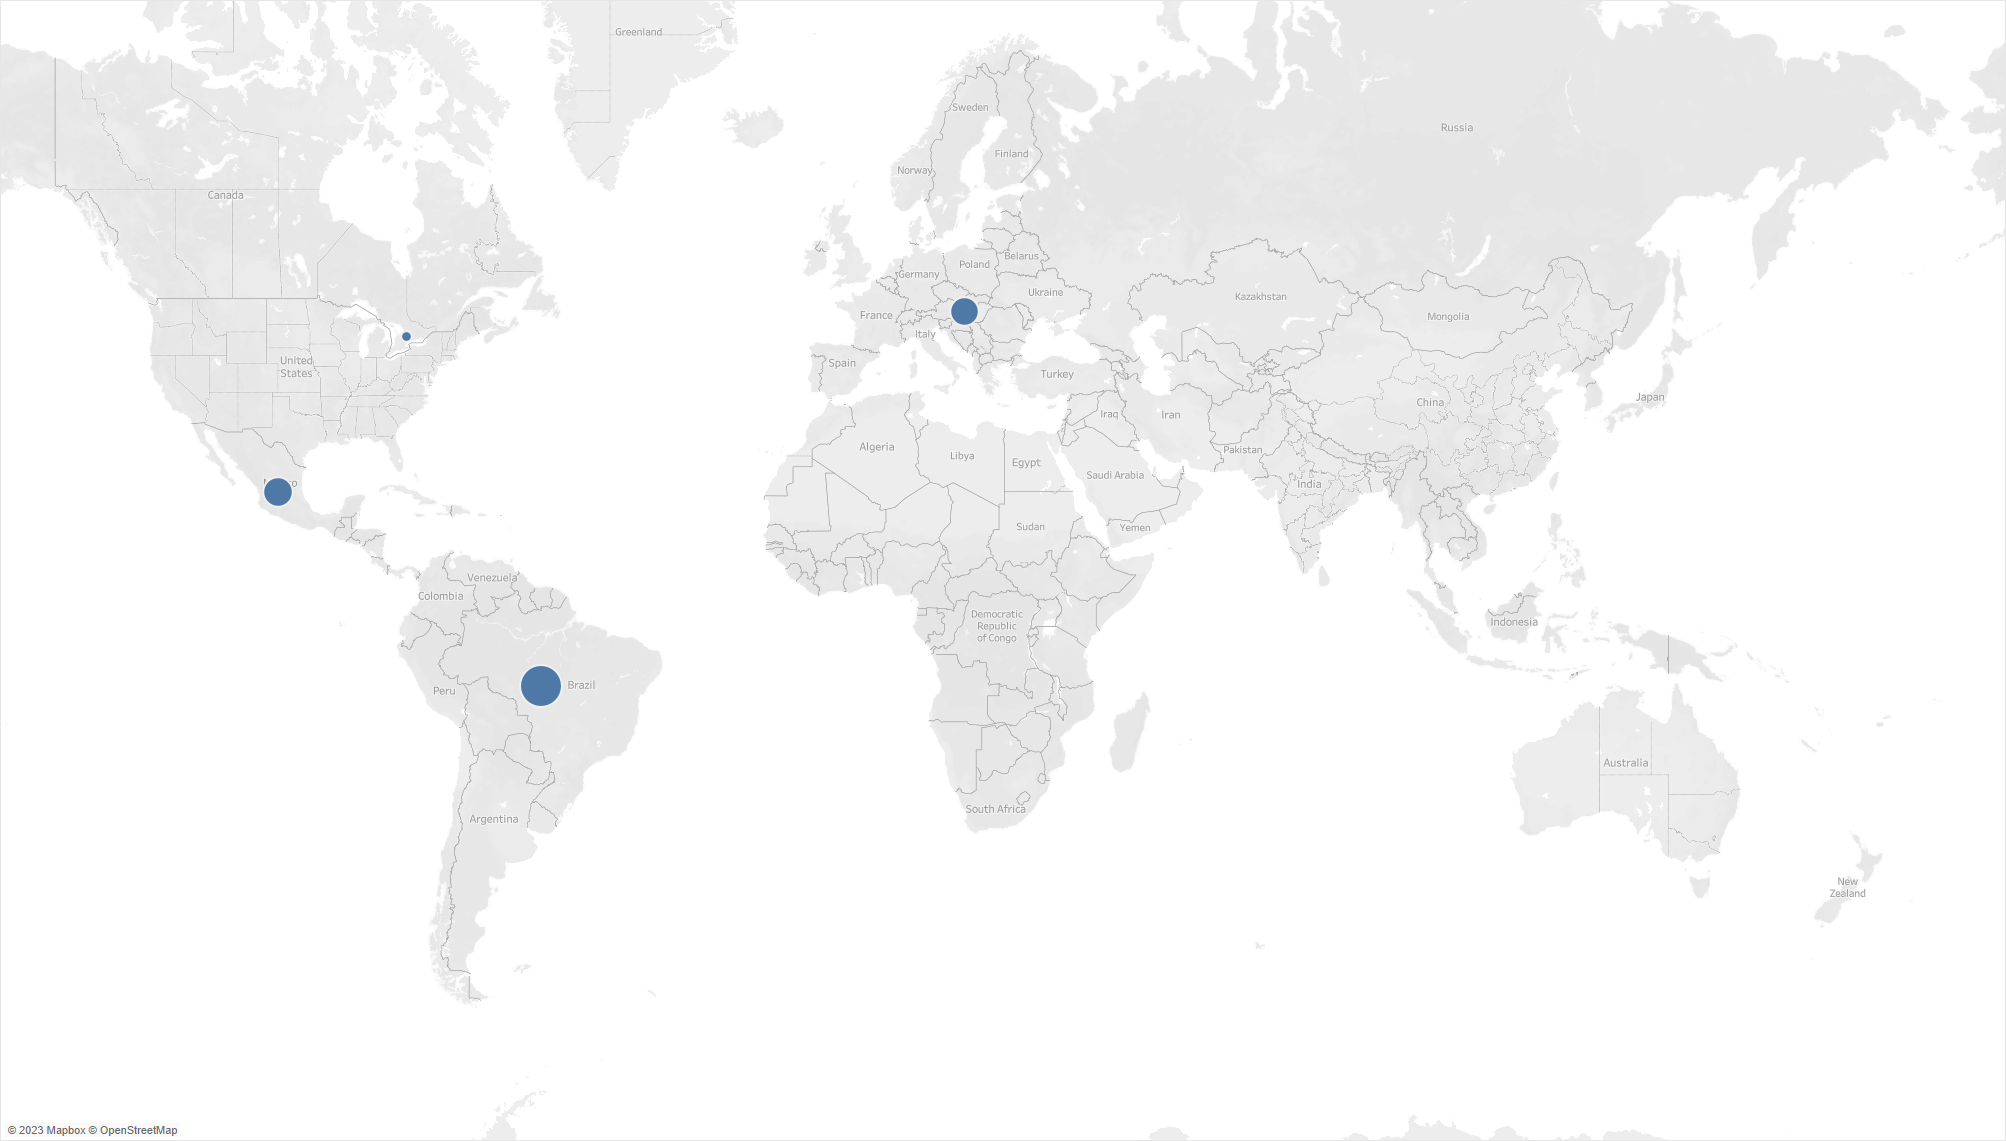 Greenland
Sweden
Russia
Finland
Norway
Canada
Belarus
Poland
Germany
Ukraine
Kazakhstan
France
Mongolia
Italy
United
States
Spain
Turkey
China
Japan
Iraq
Iran
Algeria
Libya
Pakistan
Egypt
Saudi Arabia
India
Sudan
Yemen
Venezuela
Colombia
Democratic
Republic
of Congo
Indonesia
Brazil
Peru
Australia
South Africa
Argentina
New
Zealand
© 2023 Mapbox © OpenStreetMap